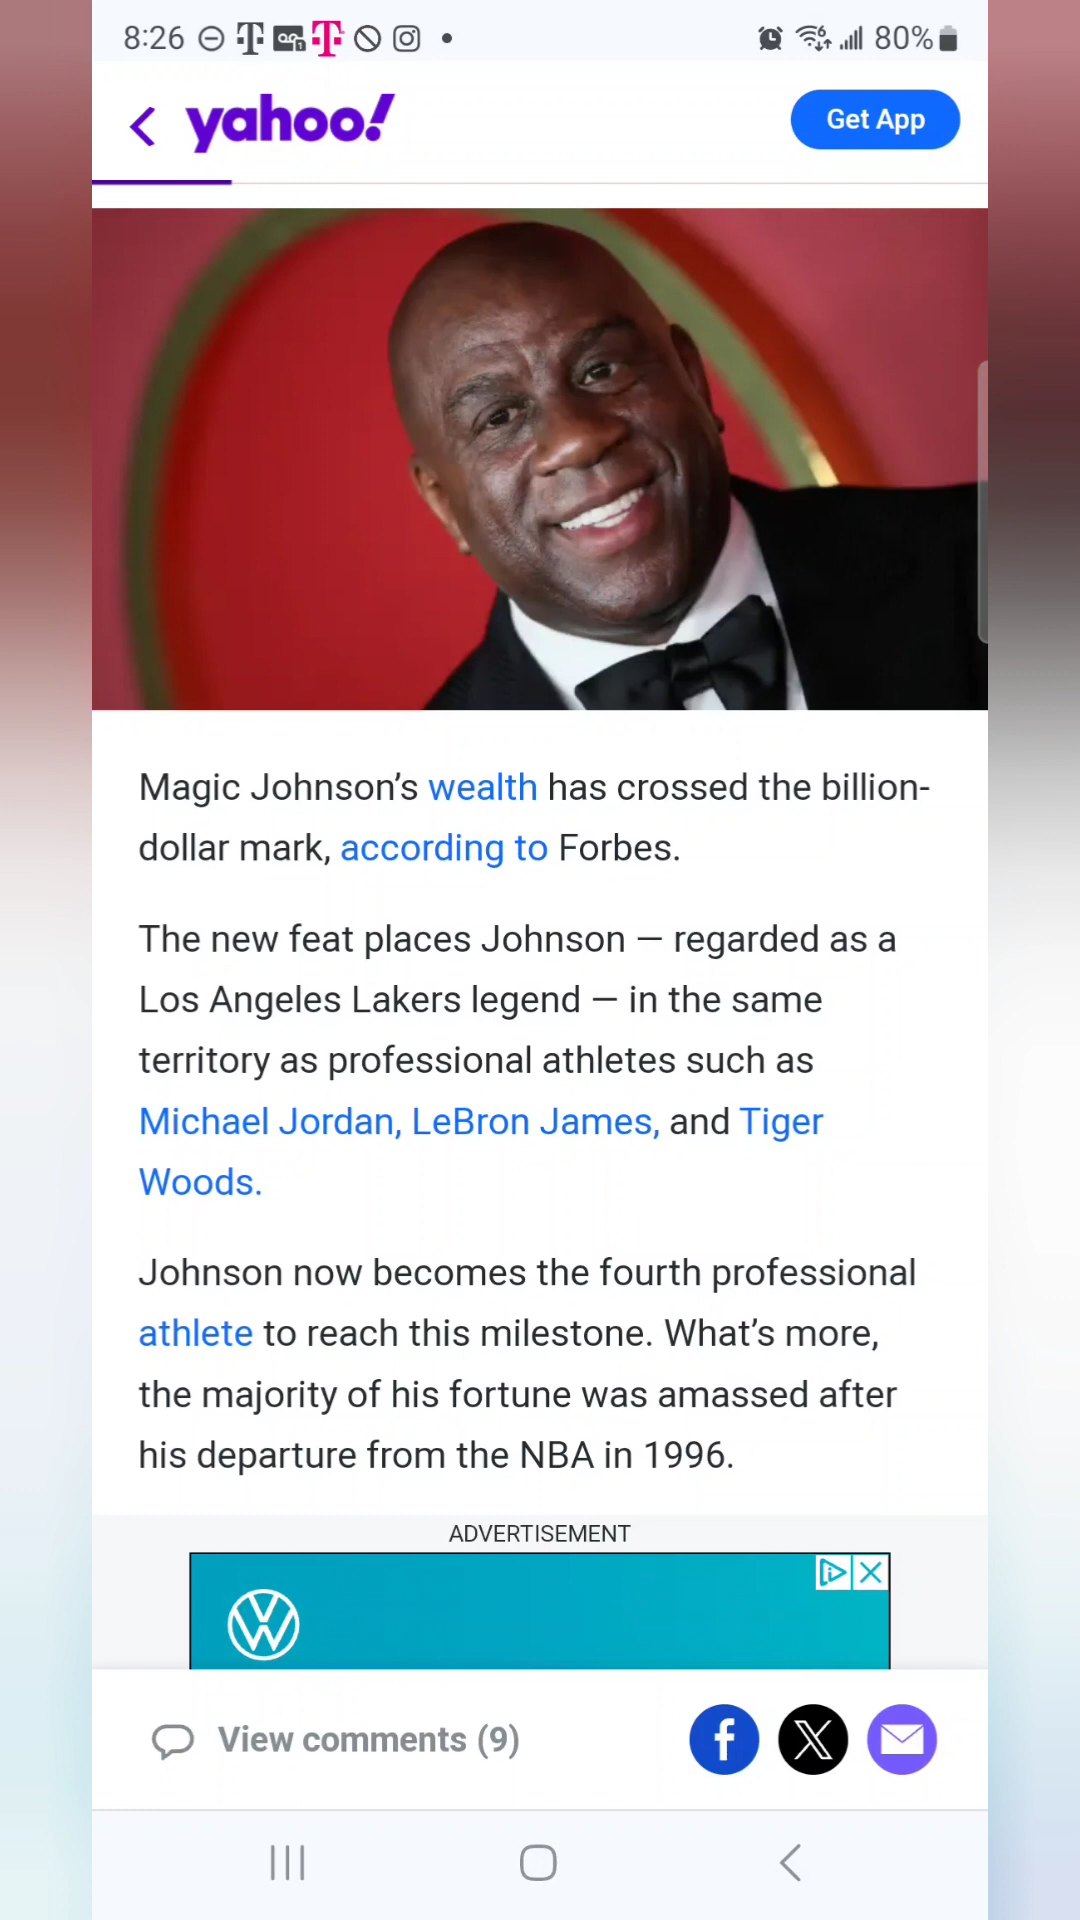 8:26
80%
yahoo!
Get App
Magic Johnson’s wealth has crossed the billion-
dollar mark, according to Forbes.
The new feat places Johnson — regarded as a
Los Angeles Lakers legend — in the same
territory as professional athletes such as
Michael Jordan, LeBron James, and Tiger
Woods.
Johnson now becomes the fourth professional
athlete to reach this milestone. What’s more,
the majority of his fortune was amassed after
his departure from the NBA in 1996.
ADVERTISEMENT
View comments (9)